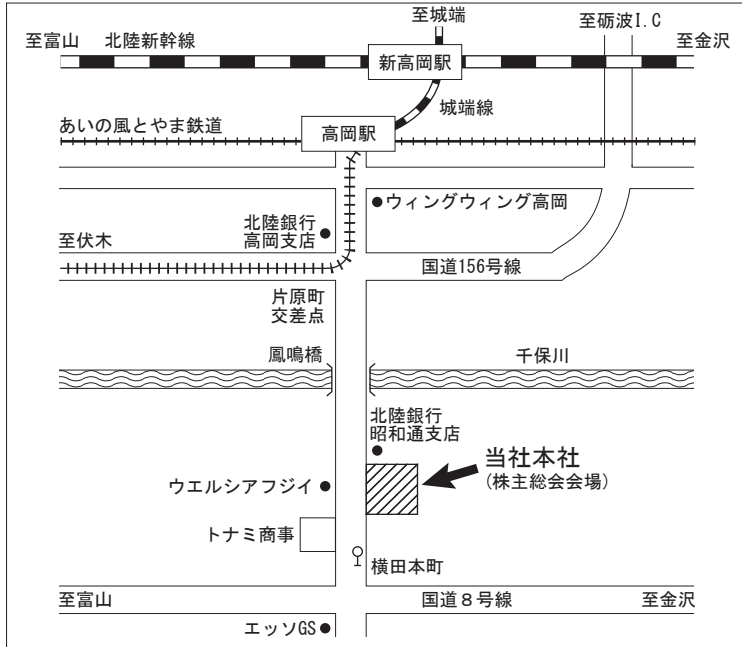 至城端
至砺波I.C
至富山
北陸新幹線
至金沢
新高岡駅
城端線
あいの風とやま鉄道
高岡駅
ウィングウィング高岡
北陸銀行
高岡支店
至伏木
国道156号線
片原町
交差点
鳳鳴橋
千保川
北陸銀行
昭和通支店
当社本社
(株主総会会場)
ウエルシアフジイ
トナミ商事
横田本町
至富山
国道８号線
至金沢
エッソGS